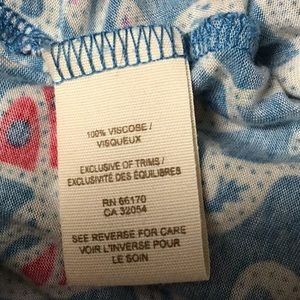 100% VISCOSE /
VISQUEUX
EXCLUSIVE OF TRIMS /
EXCLUSIVITÉ DES ÉQUILIBRES
RN 66170
CA 32054
SEE REVERSE FOR CARE
VOIR L'INVERSE POUR
LE SOIN